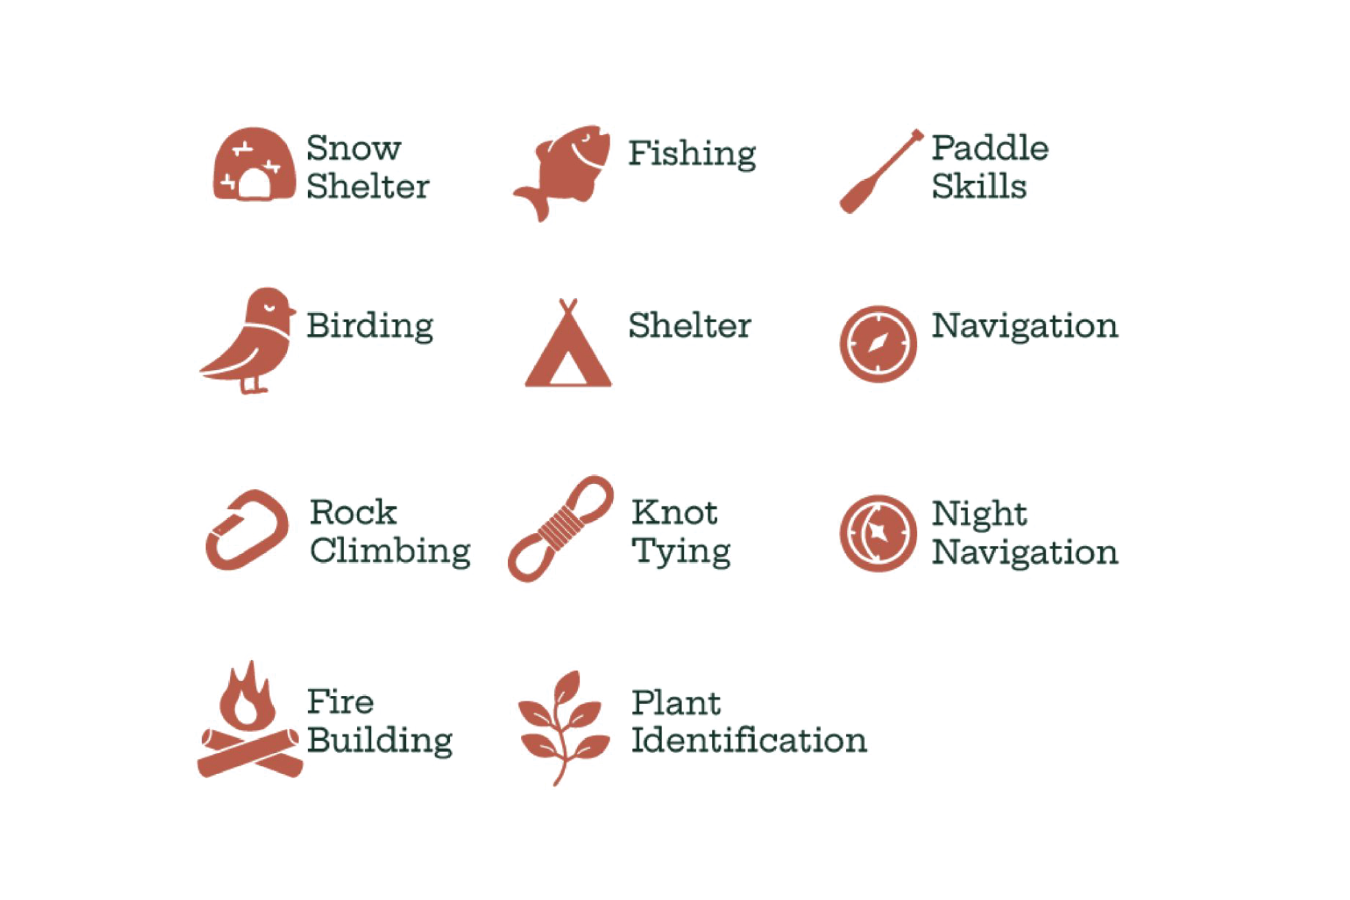 Snow
Shelter
Fishing
Paddle
Skills
Birding
Shelter
Navigation
Rock
Climbing
Knot
Tying
Night
Navigation
Fire
Building
Plant
Identification